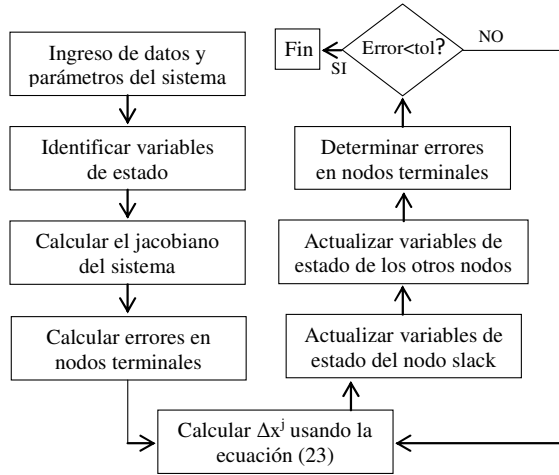 Ingreso de datos y
parámetros del sistema
Identificar variables
de estado
Calcular el jacobiano
del sistema
Calcular errores en
nodos terminales
Calcular Δx^j usando la
ecuación (23)
Actualizar variables de
estado del nodo slack
Actualizar variables de
estado de los otros nodos
Determinar errores
en nodos terminales
Error<tol?
NO
SI
Fin